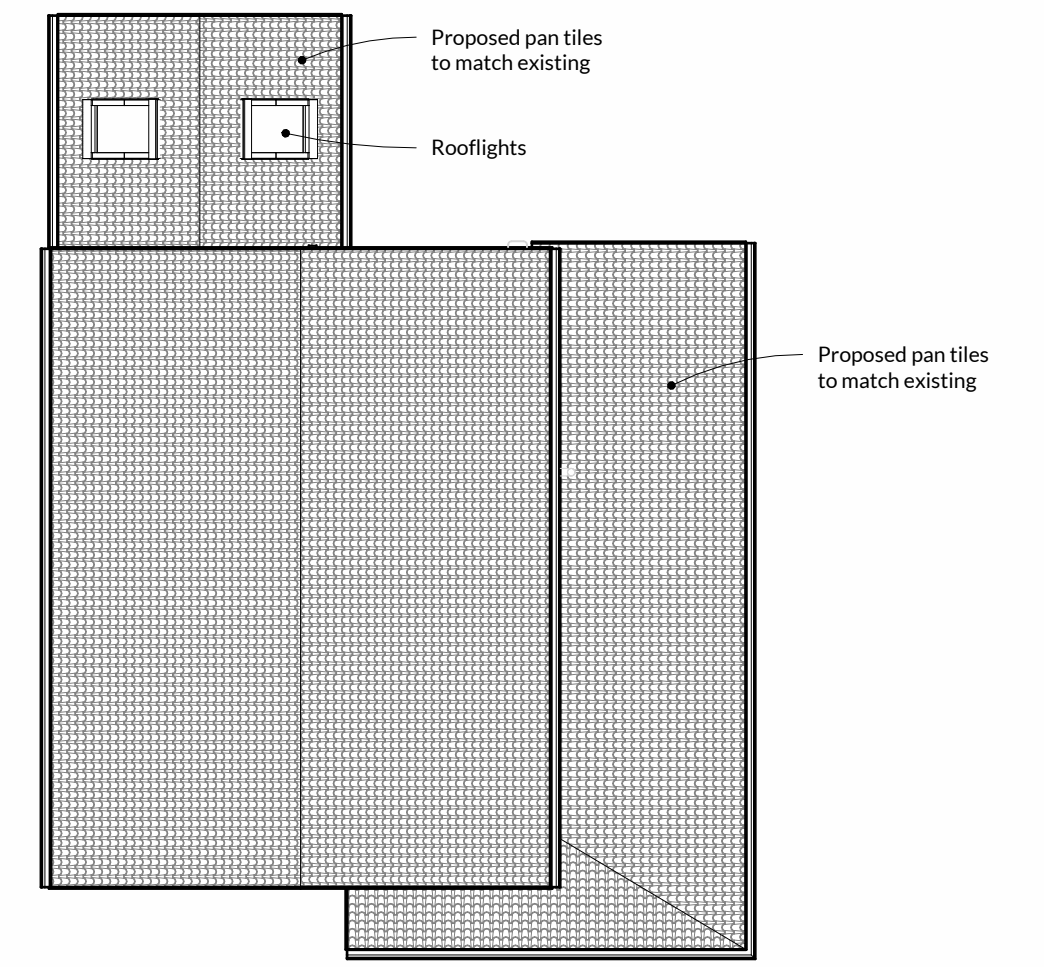 Proposed pan tiles
to match existing
Rooflights
Proposed pan tiles
to match existing